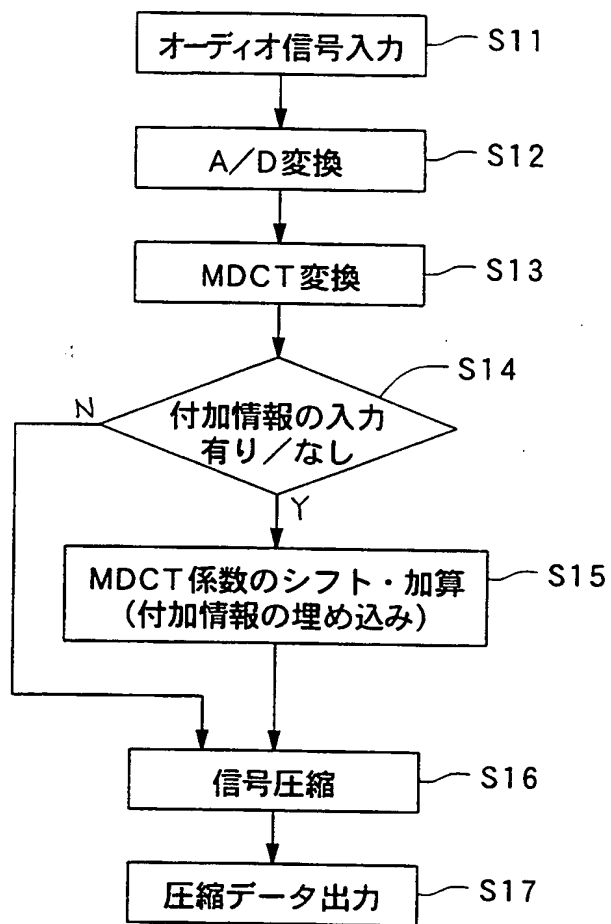 オーディオ信号入力
S11
A／D変換
S12
MDCT変換
S13
S14
N
付加情報の入力
有り／なし
Y
MDCT係数のシフト・加算
(付加情報の埋め込み)
S15
信号圧縮
S16
圧縮データ出力
S17